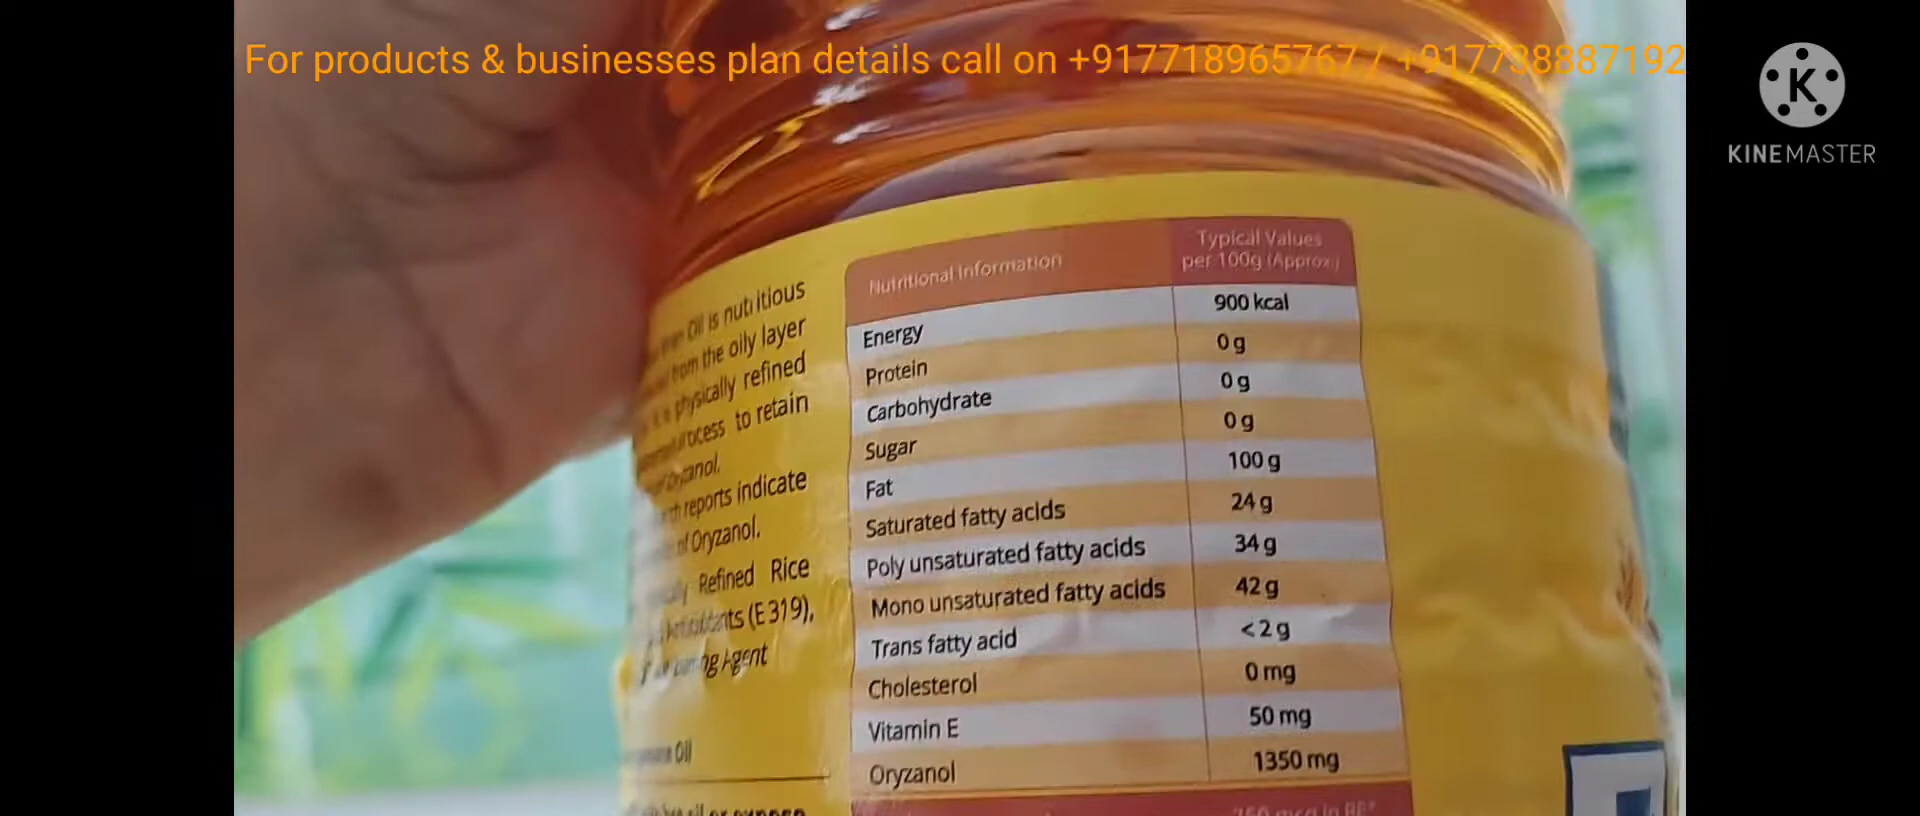 For products & businesses plan details call on +917718965767 / +917738887192
K
KINEMASTER
Oil is nutritious
from the oily layer
physically refined
process to retain
Oryzanol.
reports indicate
of Oryzanol.
Refined Rice
(E 319),
Agent
Oil
Nutritional Information Typical Values
per 100g (Approx.)
Energy 900 kcal
Protein 0 g
Carbohydrate 0 g
Sugar 0 g
Fat 100 g
Saturated fatty acids 24 g
Poly unsaturated fatty acids 34 g
Mono unsaturated fatty acids 42 g
Trans fatty acid <2 g
Cholesterol 0 mg
Vitamin E 50 mg
Oryzanol 1350 mg